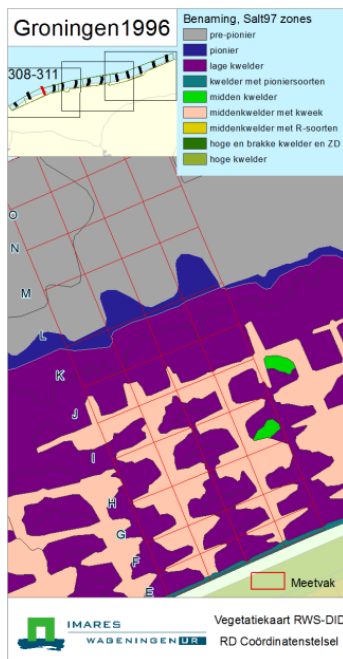 Groningen1996
308-311
Benaming, Salt97 zones
pre-pionier
pionier
lage kwelder
kwelder met pioniersoorten
midden kwelder
middenkwelder met kweek
middenkwelder met R-soorten
hoge en brakke kwelder en ZD
hoge kwelder
O
N
M
L
K
J
I
H
G
F
E
Meetvak
IMARES
WAGENINGEN UR
Vegetatiekaart RWS-DID
RD Coördinatenstelsel